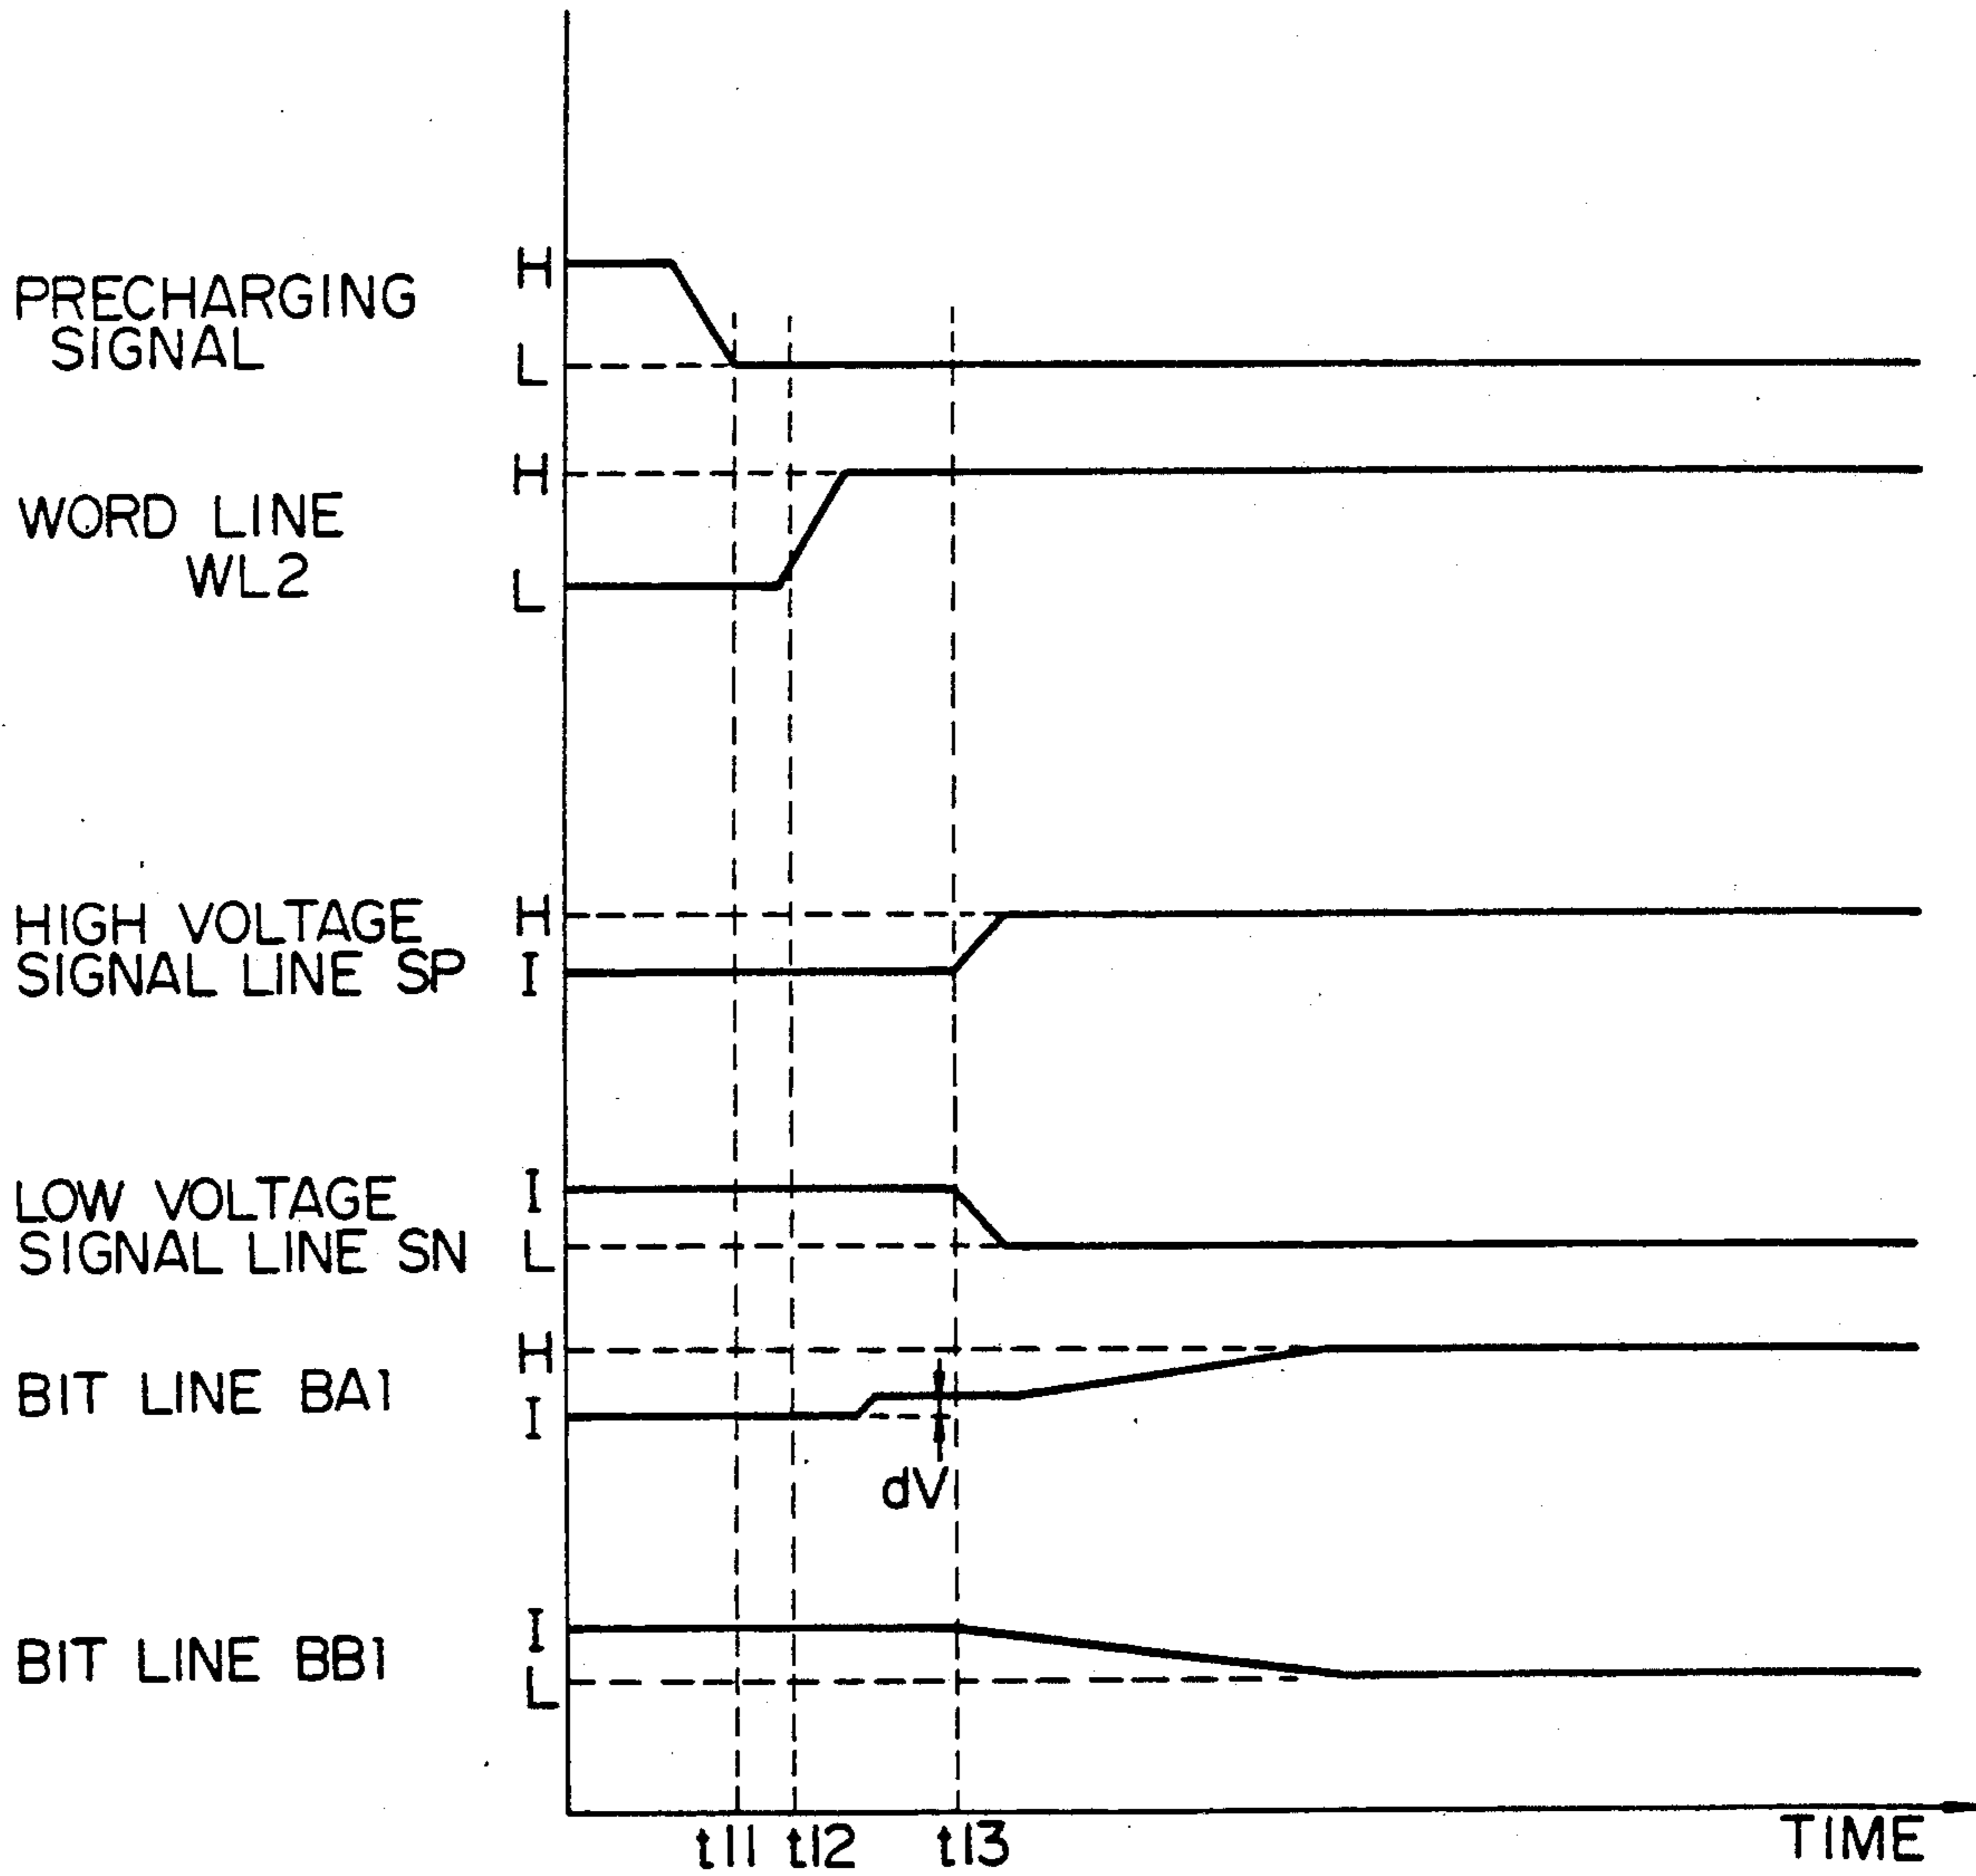 PRECHARGING
SIGNAL
H
L
WORD LINE
WL2
H
L
HIGH VOLTAGE
SIGNAL LINE SP
H
I
LOW VOLTAGE
SIGNAL LINE SN
I
L
BIT LINE BA1
H
I
dV
BIT LINE BB1
I
L
t11 t12 t13 TIME